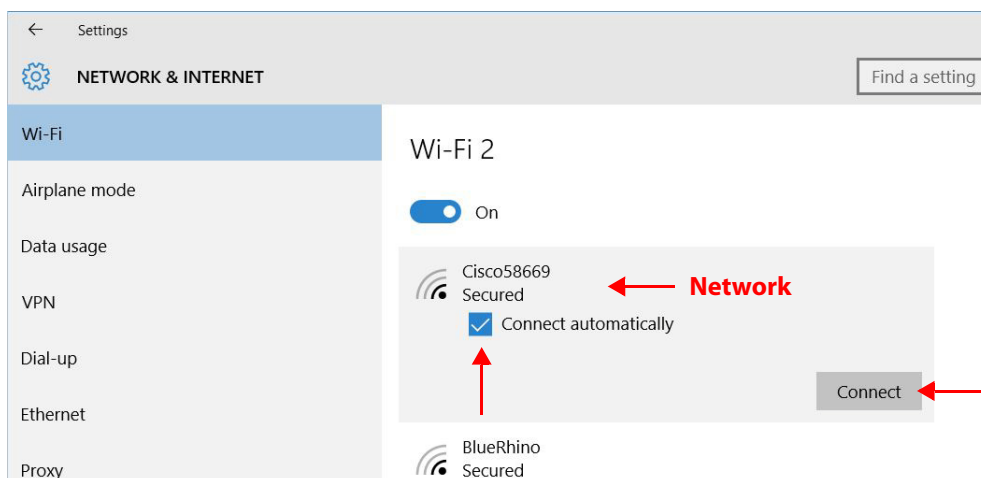 Settings
NETWORK & INTERNET
Find a setting
Wi-Fi
Airplane mode
Data usage
VPN
Dial-up
Ethernet
Proxy
Wi-Fi 2
On
Cisco58669
Secured
Network
Connect automatically
Connect
BlueRhino
Secured